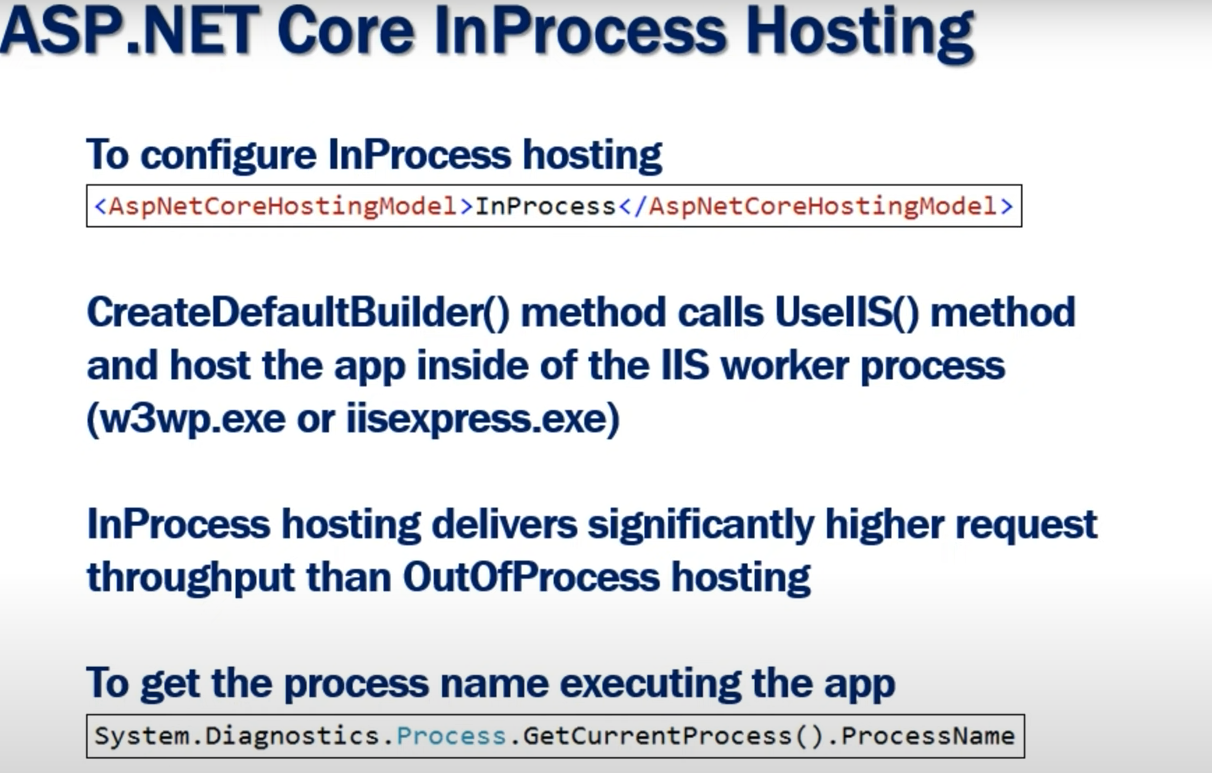 ASP.NET Core InProcess Hosting
To configure InProcess hosting
<AspNetCoreHostingModel>InProcess</AspNetCoreHostingModel>
CreateDefaultBuilder() method calls UseIIS() method
and host the app inside of the IIS worker process
(w3wp.exe or iisexpress.exe)
InProcess hosting delivers significantly higher request
throughput than OutOfProcess hosting
To get the process name executing the app
System.Diagnostics.Process.GetCurrentProcess().ProcessName